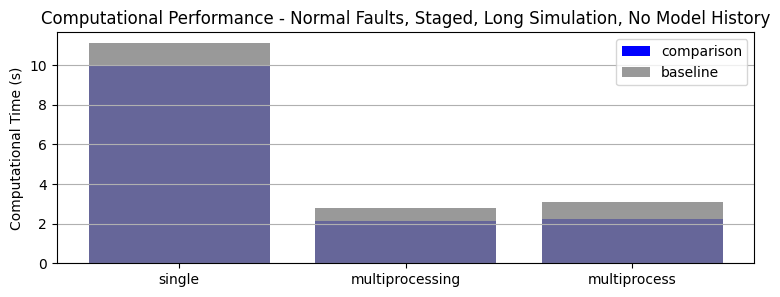 Computational Performance - Normal Faults, Staged, Long Simulation, No Model History
Computational Time (s)
10
8
6
4
2
0
comparison
baseline
single
multiprocessing
multiprocess